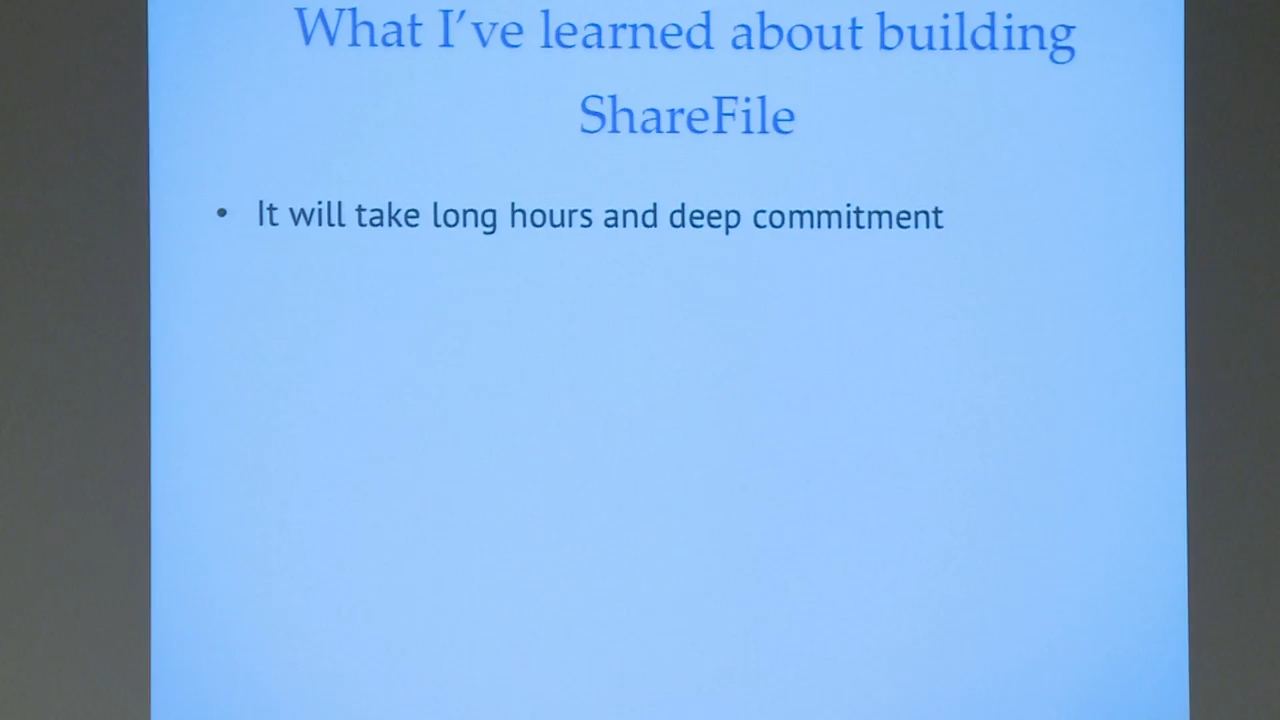 What I’ve learned about building
ShareFile
• It will take long hours and deep commitment